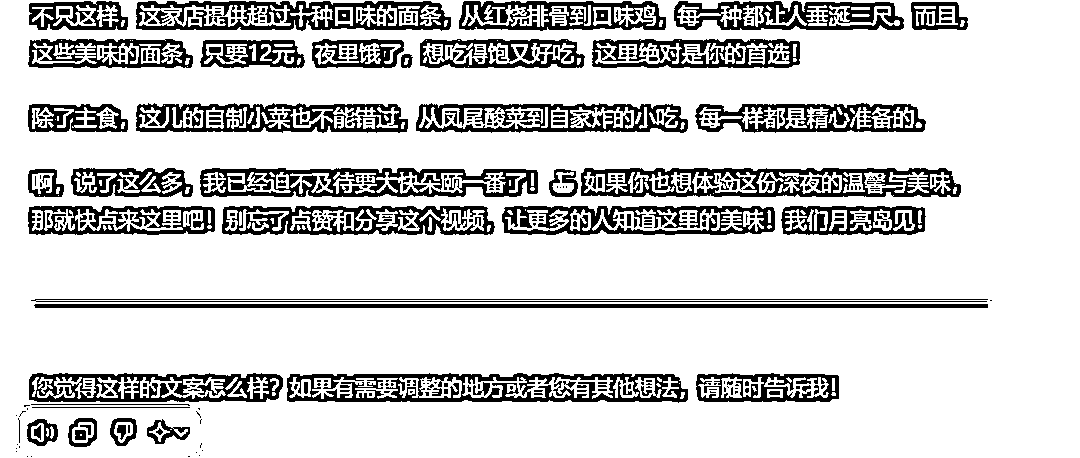 不只这样，这家店提供超过十种口味的面条，从红烧排骨到口味鸡，每一种都让人垂涎三尺。而且，
这些美味的面条，只要12元，夜里饿了，想吃得饱又好吃，这里绝对是你的首选！
除了主食，这儿的自制小菜也不能错过，从凤尾酸菜到自家炸的小吃，每一样都是精心准备的。
啊，说了这么多，我已经迫不及待要大快朵颐一番了！🍜 如果你也想体验这份深夜的温馨与美味，
那就快点来这里吧！别忘了点赞和分享这个视频，让更多的人知道这里的美味！我们月亮岛见！
您觉得这样的文案怎么样？如果有需要调整的地方或者您有其他想法，请随时告诉我！